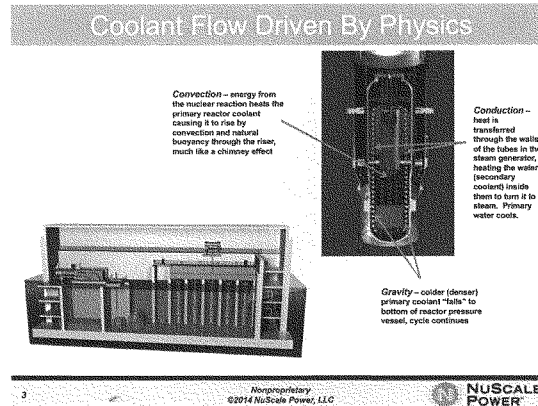 Coolant Flow Driven By Physics
Convection – energy from
the nuclear reaction heats the
primary reactor coolant
causing it to rise by
convection and natural
buoyancy through the riser,
much like a chimney effect
Conduction –
heat is
transferred
through the walls
of the tubes in the
steam generator,
heating the water
(secondary
coolant) inside
them to turn it to
steam. Primary
water cools.
Gravity – colder (denser)
primary coolant "falls" to
bottom of reactor pressure
vessel, cycle continues
3
Nonproprietary
©2014 NuScale Power, LLC
NUSCALE
POWER™